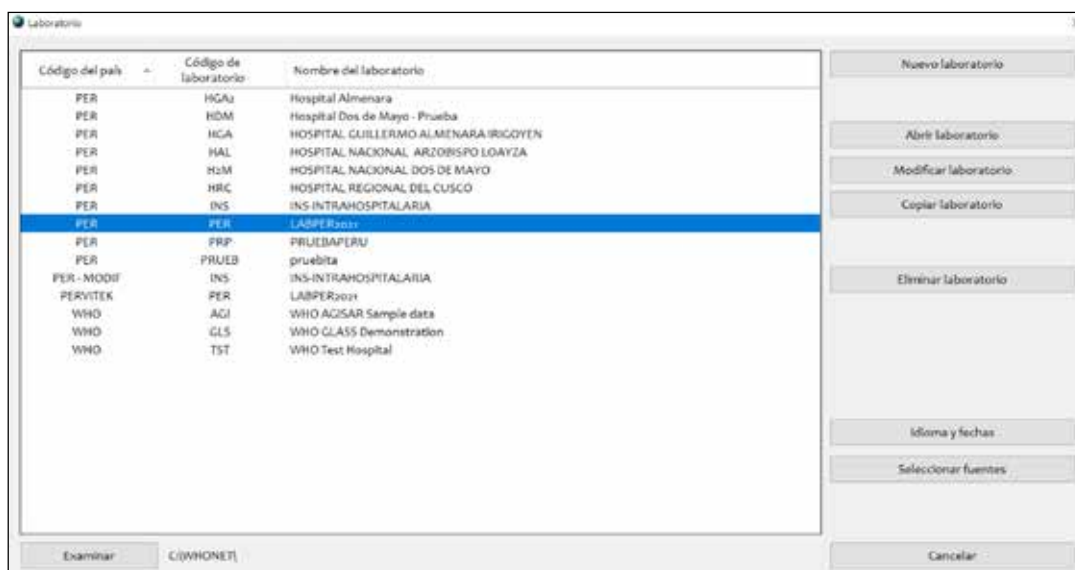 Laboratorio
Código del país Código de laboratorio Nombre del laboratorio
PER HGA2 Hospital Almenara
PER HDM Hospital Dos de Mayo - Prueba
PER HGA HOSPITAL GUILLERMO ALMENARA IRIGOYEN
PER HAL HOSPITAL NACIONAL ARZOBISPO LOAYZA
PER H2M HOSPITAL NACIONAL DOS DE MAYO
PER HRC HOSPITAL REGIONAL DEL CUSCO
PER INS INS-INTRAHOSPITALARIA
PER PER LABPER2021
PER PRP PRUEBAPERU
PER PRUEB pruebita
PER - MODIF INS INS-INTRAHOSPITALARIA
PERVITEK PER LABPER2021
WHO AGI WHO AGISAR Sample data
WHO GLS WHO GLASS Demonstration
WHO TST WHO Test Hospital
Nuevo laboratorio
Abrir laboratorio
Modificar laboratorio
Copiar laboratorio
Eliminar laboratorio
Idioma y fechas
Seleccionar fuentes
Examinar C:\WHONET\
Cancelar